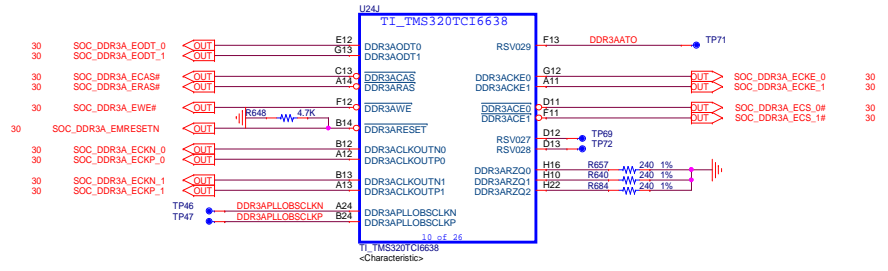 U24J
TI_TMS320TCI6638
30 SOC_DDR3A_EODT_0 OUT E12 DDR3AODT0 RSV029 F13 DDR3AATO TP71
30 SOC_DDR3A_EODT_1 OUT G13 DDR3AODT1
30 SOC_DDR3A_ECAS# OUT C13 DDR3ACAS DDR3ACKE0 G12 OUT SOC_DDR3A_ECKE_0 30
30 SOC_DDR3A_ERAS# OUT A14 DDR3ARAS DDR3ACKE1 A11 OUT SOC_DDR3A_ECKE_1 30
30 SOC_DDR3A_EWE# OUT F12 DDR3AWE DDR3ACE0 D11 OUT SOC_DDR3A_ECS_0# 30
R648 4.7K DDR3ACE1 F11 OUT SOC_DDR3A_ECS_1# 30
30 SOC_DDR3A_EMRESETN OUT B14 DDR3ARESET
RSV027 D12 TP69
RSV028 D13 TP72
30 SOC_DDR3A_ECKN_0 OUT B12 DDR3ACLKOUTN0
30 SOC_DDR3A_ECKP_0 OUT A12 DDR3ACLKOUTP0
DDR3ARZQ0 H16 R657 240 1%
30 SOC_DDR3A_ECKN_1 OUT B13 DDR3ACLKOUTN1 DDR3ARZQ1 H10 R640 240 1%
30 SOC_DDR3A_ECKP_1 OUT A13 DDR3ACLKOUTP1 DDR3ARZQ2 H22 R684 240 1%
TP46 DDR3APLLOBSCLKN A24 DDR3APLLOBSCLKN
TP47 DDR3APLLOBSCLKP B24 DDR3APLLOBSCLKP
10 of 26
TI_TMS320TCI6638
<Characteristic>